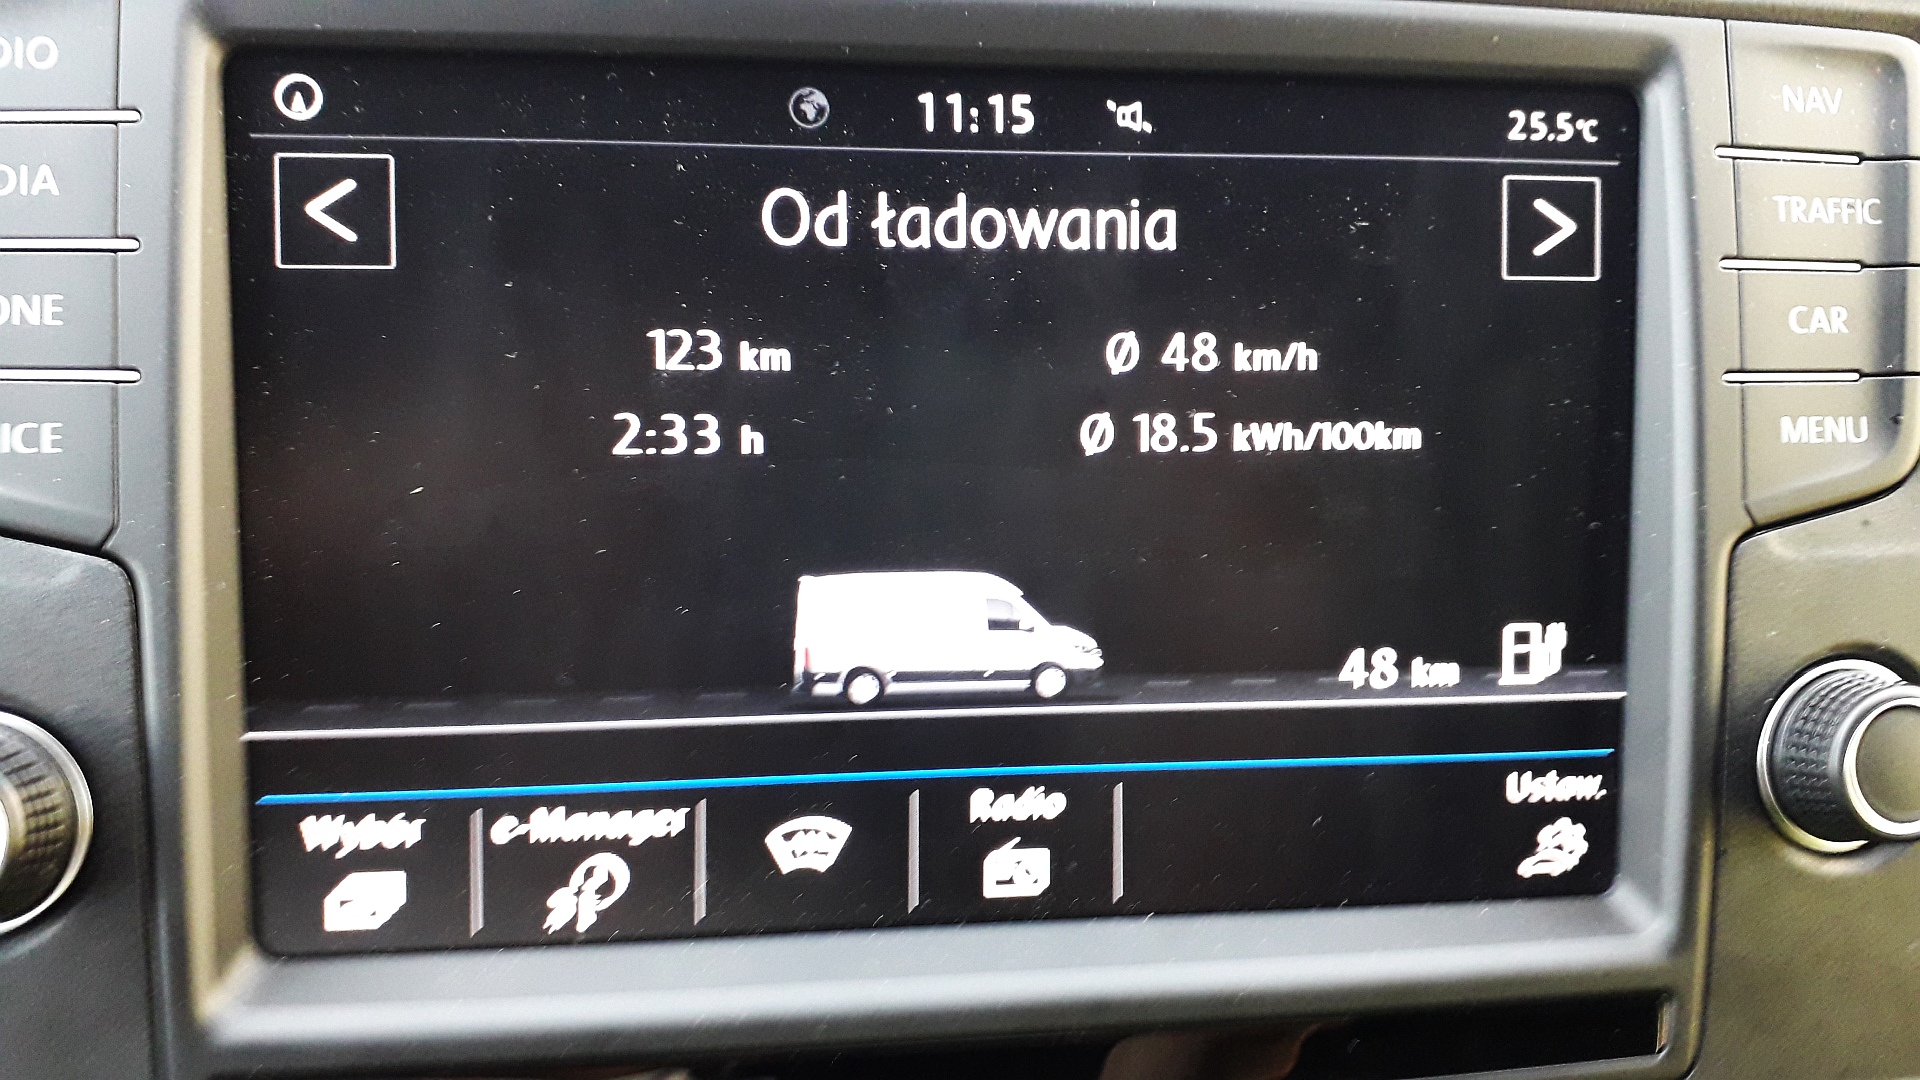 DIO
DIA
ONE
ICE
11:15
25.5°C
<
Od ładowania
>
123 km
Ø 48 km/h
2:33 h
Ø 18.5 kWh/100km
48 km
Wybór
e-Manager
Radio
Ustaw.
NAV
TRAFFIC
CAR
MENU